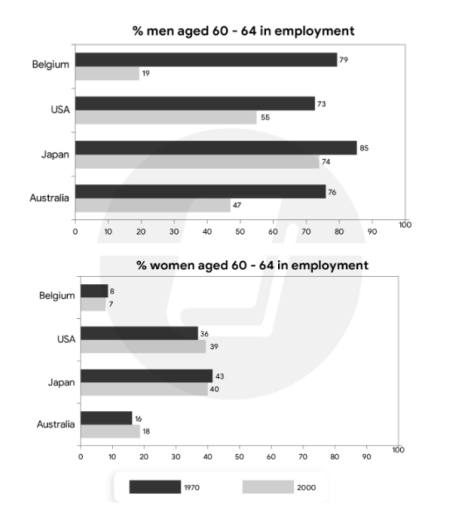 % men aged 60 - 64 in employment
Belgium
79
19
USA
73
55
Japan
85
74
Australia
76
47
0 10 20 30 40 50 60 70 80 90 100
% women aged 60 - 64 in employment
Belgium
8
7
USA
36
39
Japan
43
40
Australia
16
18
0 10 20 30 40 50 60 70 80 90 100
1970 2000